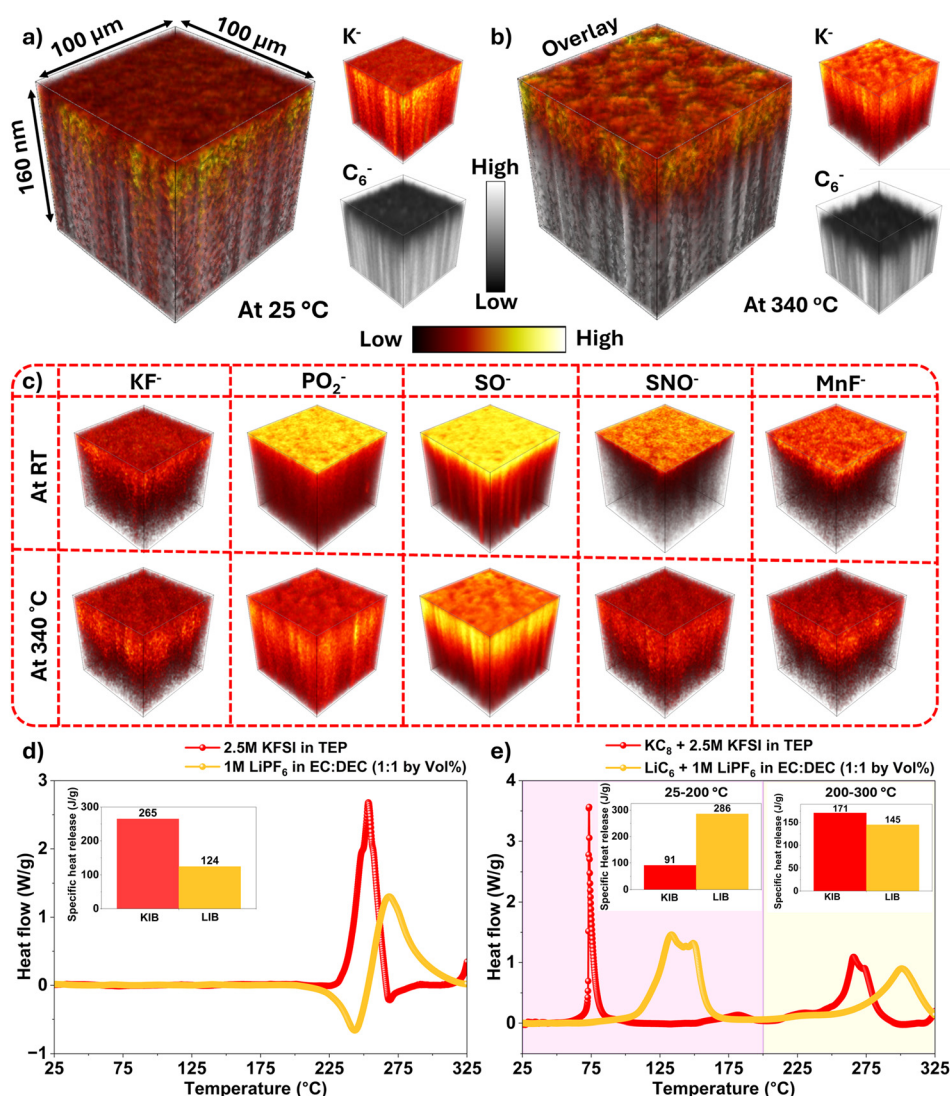 a)
100 μm
100 μm
160 nm
At 25 °C
K⁻
C₆⁻
High
Low
Low
High
b)
Overlay
At 340 °C
K⁻
C₆⁻
c)
KF⁻
PO₂⁻
SO⁻
SNO⁻
MnF⁻
At RT
At 340 °C
d)
2.5M KFSI in TEP
1M LiPF₆ in EC:DEC (1:1 by Vol%)
Heat flow (W/g)
3
2
1
0
−1
25
75
125
175
225
275
325
Temperature (°C)
Specific heat release (J/g)
300
200
100
0
265
124
KIB
LIB
e)
KC₈ + 2.5M KFSI in TEP
LiC₆ + 1M LiPF₆ in EC:DEC (1:1 by Vol%)
Heat flow (W/g)
4
3
2
1
0
25
75
125
175
225
275
325
Temperature (°C)
25-200 °C
Specific heat release (J/g)
300
200
100
0
91
286
KIB
LIB
200-300 °C
Specific heat release (J/g)
150
100
50
0
171
145
KIB
LIB